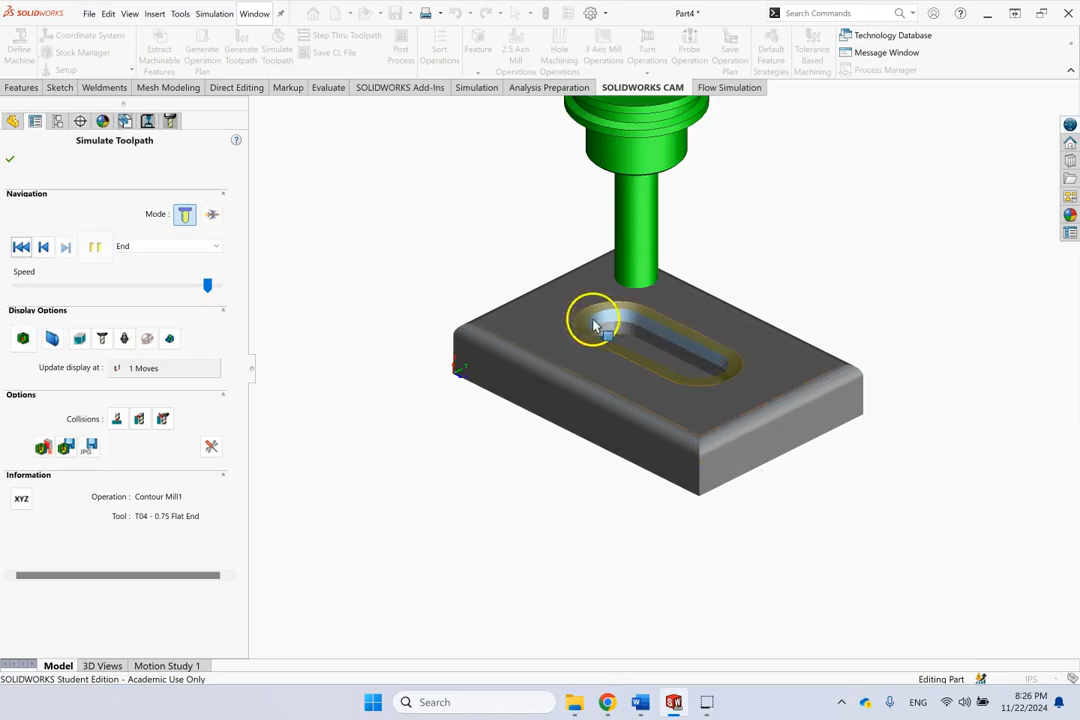 SOLIDWORKS File Edit View Insert Tools Simulation Window Part4 * Search Commands
Define Machine
Coordinate System
Stock Manager
Setup
Extract Machinable Features
Generate Operation Plan
Generate Toolpath
Simulate Toolpath
Step Thru Toolpath
Save CL File
Post Process
Sort Operations
Feature
2.5 Axis Mill Operations
Hole Machining Operations
3 Axis Mill Operations
Turn Operations
Probe Operation
Save Operation Plan
Default Feature Strategies
Tolerance Based Machining
Technology Database
Message Window
Process Manager
Features Sketch Weldments Mesh Modeling Direct Editing Markup Evaluate SOLIDWORKS Add-Ins Simulation Analysis Preparation SOLIDWORKS CAM Flow Simulation
Simulate Toolpath
Navigation
Mode :
End
Speed
Display Options
Update display at : 1 Moves
Options
Collisions :
Information
XYZ
Operation : Contour Mill1
Tool : T04 - 0.75 Flat End
Y
Model 3D Views Motion Study 1
SOLIDWORKS Student Edition - Academic Use Only Editing Part IPS
Search
ENG
8:26 PM
11/22/2024